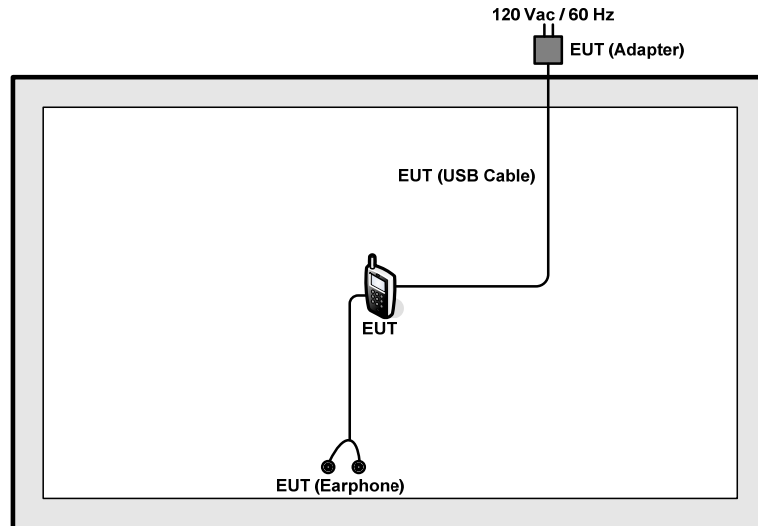 120 Vac / 60 Hz
EUT (Adapter)
EUT (USB Cable)
EUT
EUT (Earphone)